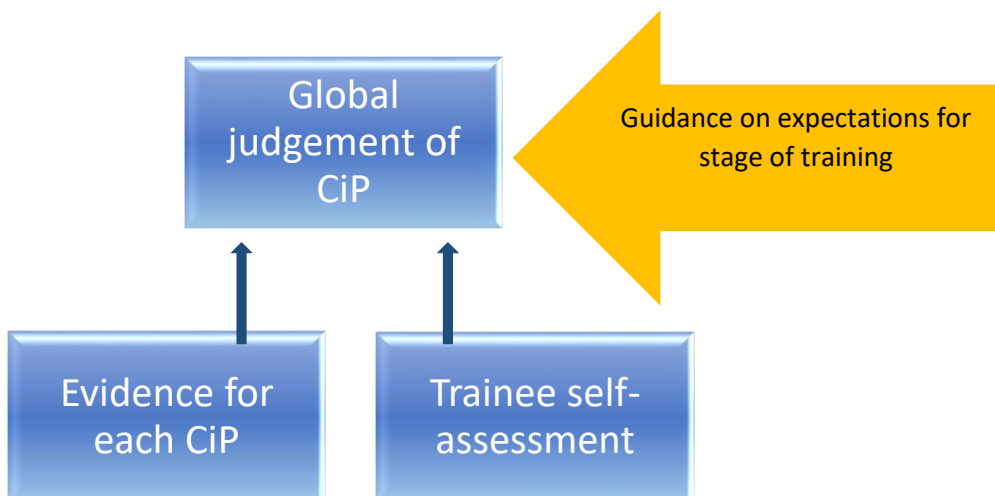 Global
judgement of
CiP
Guidance on expectations for
stage of training
Evidence for
each CiP
Trainee self-
assessment